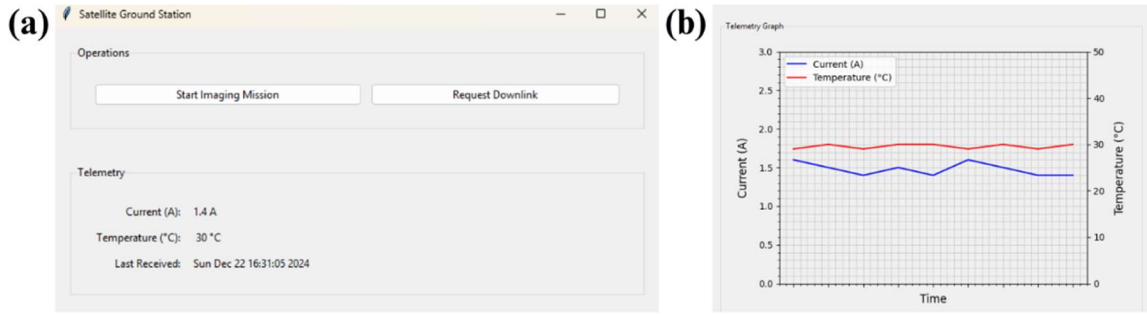 (a)
Satellite Ground Station
Operations
Start Imaging Mission Request Downlink
Telemetry
Current (A): 1.4 A
Temperature (°C): 30 °C
Last Received: Sun Dec 22 16:31:05 2024
(b)
Telemetry Graph
Current (A)
Temperature (°C)
3.0
2.5
2.0
1.5
1.0
0.5
0.0
Current (A)
50
40
30
20
10
0
Temperature (°C)
Time